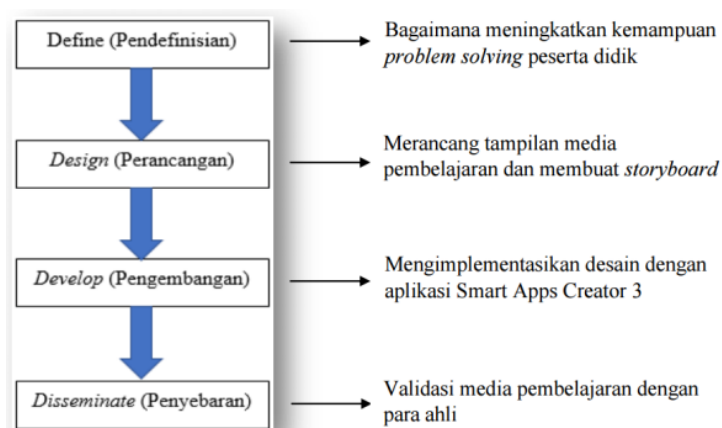 Define (Pendefinisian)
Bagaimana meningkatkan kemampuan
problem solving peserta didik
Design (Perancangan)
Merancang tampilan media
pembelajaran dan membuat storyboard
Develop (Pengembangan)
Mengimplementasikan desain dengan
aplikasi Smart Apps Creator 3
Disseminate (Penyebaran)
Validasi media pembelajaran dengan
para ahli